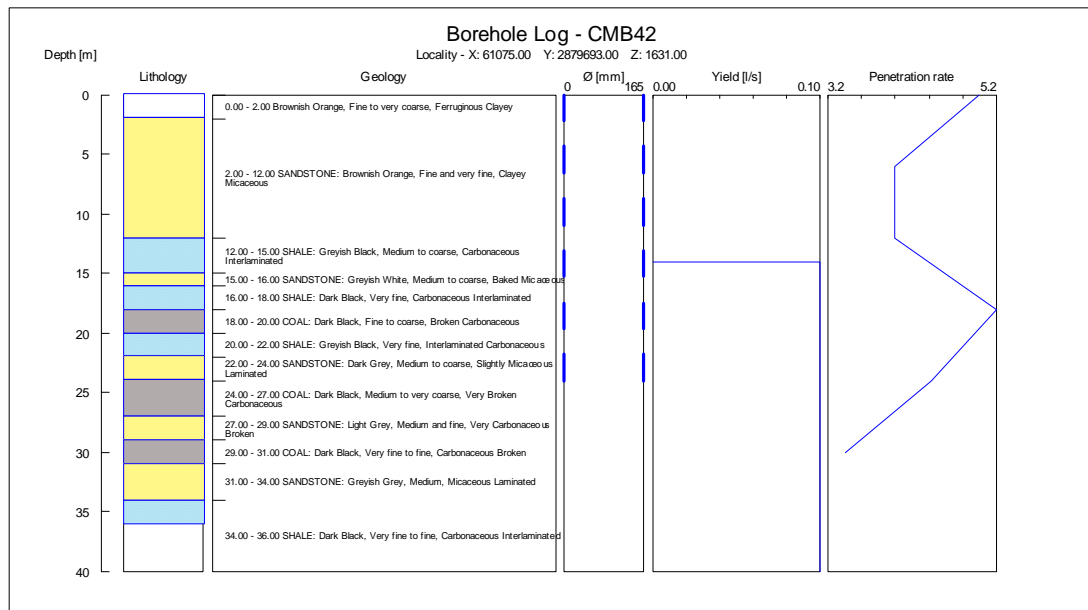 Borehole Log - CMB42
Depth [m]
Locality - X: 61075.00 Y: 2879693.00 Z: 1631.00
Lithology
Geology
Ø [mm]
Yield [l/s]
Penetration rate
0
165
0.00
0.10
3.2
5.2
0
5
10
15
20
25
30
35
40
0.00 - 2.00 Brownish Orange, Fine to very coarse, Ferruginous Clayey
2.00 - 12.00 SANDSTONE: Brownish Orange, Fine and very fine, Clayey
Micaceous
12.00 - 15.00 SHALE: Greyish Black, Medium to coarse, Carbonaceous
Interlaminated
15.00 - 16.00 SANDSTONE: Greyish White, Medium to coarse, Baked Micaceous
16.00 - 18.00 SHALE: Dark Black, Very fine, Carbonaceous Interlaminated
18.00 - 20.00 COAL: Dark Black, Fine to coarse, Broken Carbonaceous
20.00 - 22.00 SHALE: Greyish Black, Very fine, Interlaminated Carbonaceous
22.00 - 24.00 SANDSTONE: Dark Grey, Medium to coarse, Slightly Micaceous
Laminated
24.00 - 27.00 COAL: Dark Black, Medium to very coarse, Very Broken
Carbonaceous
27.00 - 29.00 SANDSTONE: Light Grey, Medium and fine, Very Carbonaceous
Broken
29.00 - 31.00 COAL: Dark Black, Very fine to fine, Carbonaceous Broken
31.00 - 34.00 SANDSTONE: Greyish Grey, Medium, Micaceous Laminated
34.00 - 36.00 SHALE: Dark Black, Very fine to fine, Carbonaceous Interlaminated